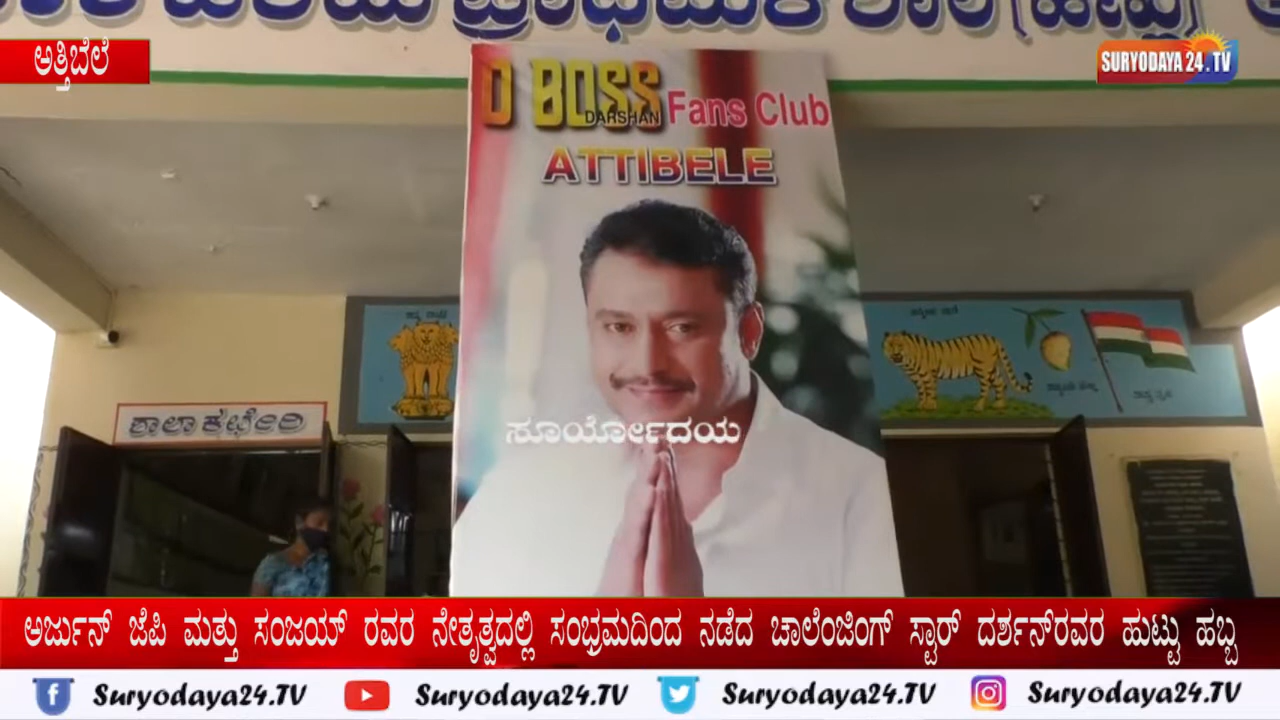 ಪ್ರಾಥಮಿಕ ಶಾಲೆ
ಅತ್ತಿಬೆಲೆ
SURYODAYA 24.TV
D BOSS
DARSHAN
Fans Club
ATTIBELE
ಸೂರ್ಯೋದಯ
ಶಾಲಾ ಕಛೇರಿ
ಅರ್ಜುನ್ ಜೆಪಿ ಮತ್ತು ಸಂಜಯ್ ರವರ ನೇತೃತ್ವದಲ್ಲಿ ಸಂಭ್ರಮದಿಂದ ನಡೆದ ಚಾಲೆಂಜಿಂಗ್ ಸ್ಟಾರ್ ದರ್ಶನ್‌ರವರ ಹುಟ್ಟು ಹಬ್ಬ
Suryodaya24.TV Suryodaya24.TV Suryodaya24.TV Suryodaya24.TV